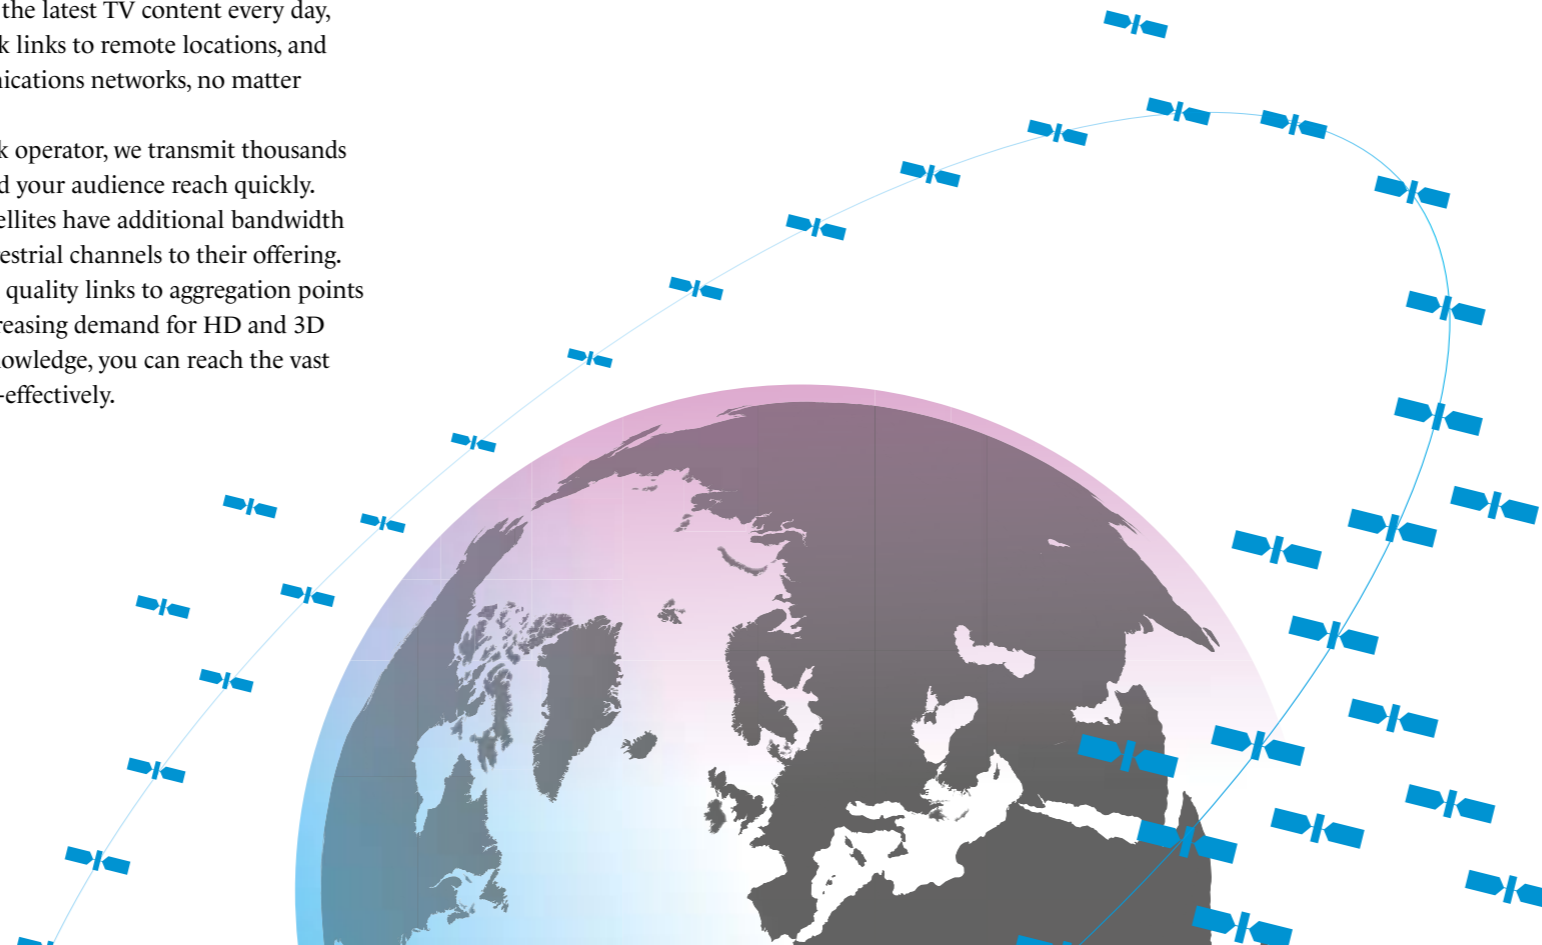 the latest TV content every day,
k links to remote locations, and
nications networks, no matter
k operator, we transmit thousands
d your audience reach quickly.
ellites have additional bandwidth
restrial channels to their offering.
quality links to aggregation points
reasing demand for HD and 3D
nowledge, you can reach the vast
-effectively.